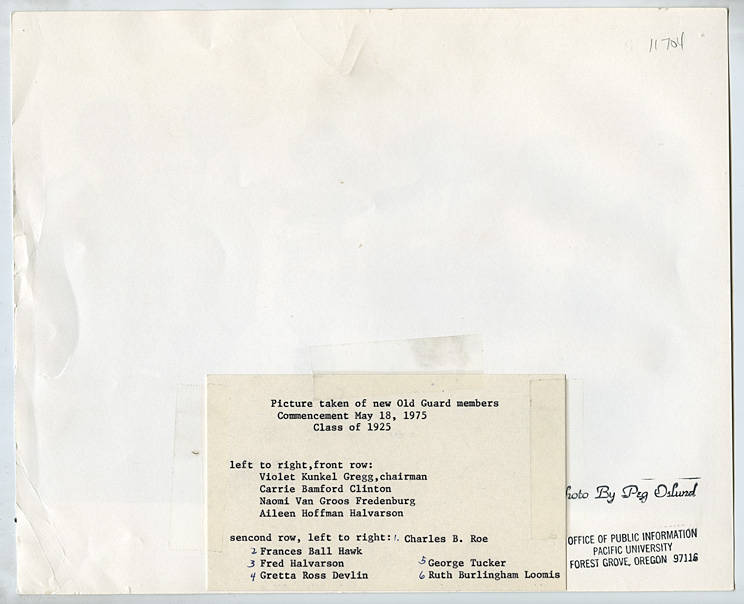 11704
Picture taken of new Old Guard members
Commencement May 18, 1975
Class of 1925
left to right,front row:
Violet Kunkel Gregg,chairman
Carrie Bamford Clinton
Naomi Van Groos Fredenburg
Aileen Hoffman Halvarson
sencond row, left to right: 1. Charles B. Roe
2 Frances Ball Hawk
3 Fred Halvarson
4 Gretta Ross Devlin
5 George Tucker
6 Ruth Burlingham Loomis
hoto By Peg Oslund
OFFICE OF PUBLIC INFORMATION
PACIFIC UNIVERSITY
FOREST GROVE, OREGON 97116